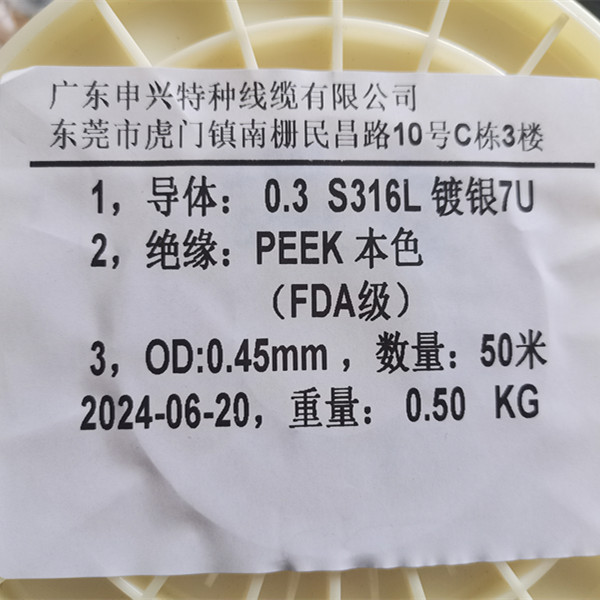 广东申兴特种线缆有限公司
东莞市虎门镇南栅民昌路10号C栋3楼
1，导体： 0.3 S316L 镀银7U
2，绝缘：PEEK 本色
（FDA级）
3，OD:0.45mm ，数量：50米
2024-06-20，重量： 0.50 KG